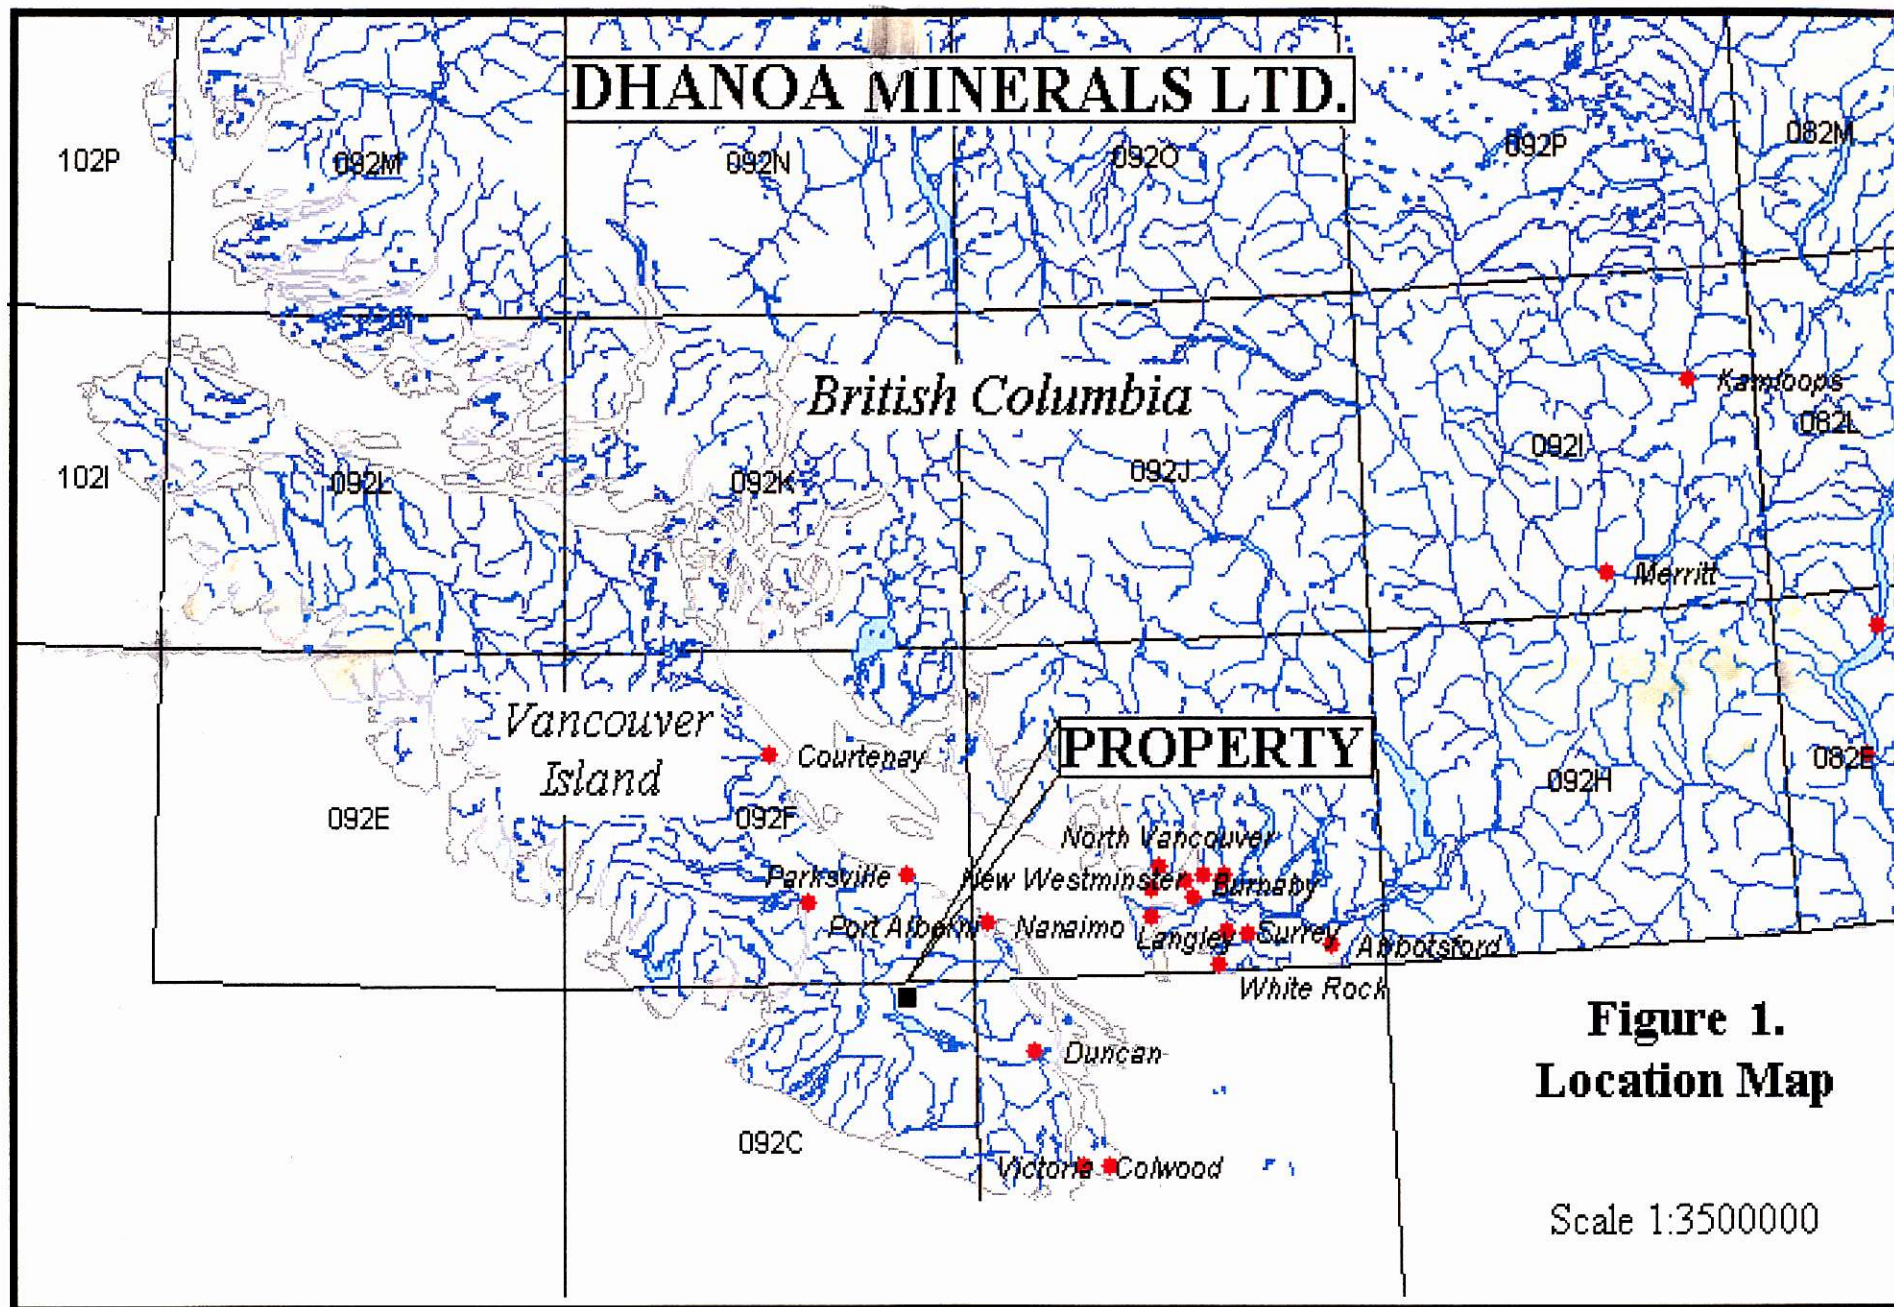 DHANOA MINERALS LTD.
102P
092M
092N
092O
092P
082M
British Columbia
Kamloops
082L
102I
092L
092K
092J
092I
Merritt
Vancouver
Island
Courtenay
PROPERTY
092E
092F
092H
082E
North Vancouver
Parksville
New Westminster
Burnaby
Port Alberni
Nanaimo
Langley
Surrey
Abbotsford
White Rock
Duncan
092C
Victoria
Colwood
Figure 1.
Location Map
Scale 1:3500000